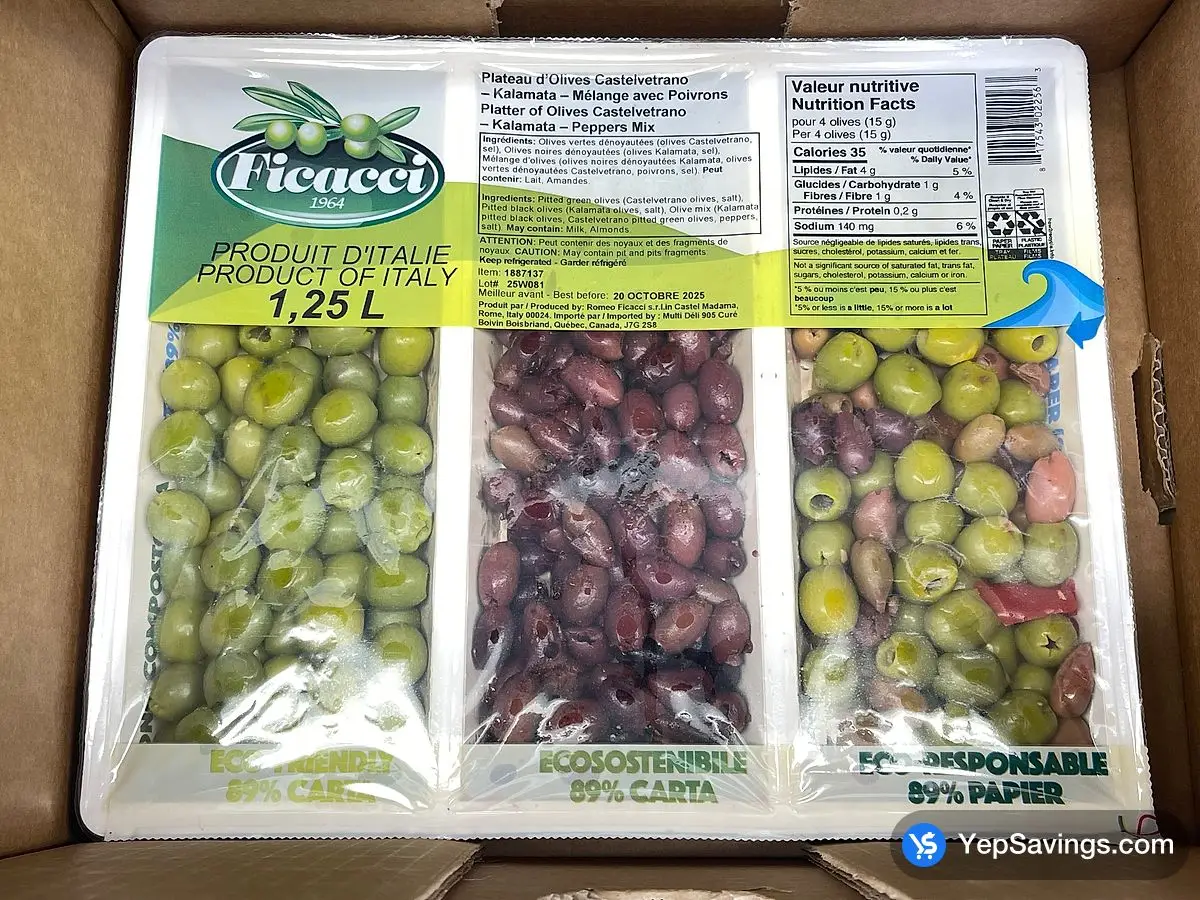 Ficacci
1964
PRODUIT D'ITALIE
PRODUCT OF ITALY
1,25 L
Plateau d'Olives Castelvetrano
– Kalamata – Mélange avec Poivrons
Platter of Olives Castelvetrano
– Kalamata – Peppers Mix
Ingrédients: Olives vertes dénoyautées (olives Castelvetrano,
sel), Olives noires dénoyautées (olives Kalamata, sel),
Mélange d'olives (olives noires dénoyautées Kalamata, olives
vertes dénoyautées Castelvetrano, poivrons, sel). Peut
contenir: Lait, Amandes.
Ingredients: Pitted green olives (Castelvetrano olives, salt),
Pitted black olives (Kalamata olives, salt), Olive mix (Kalamata
pitted black olives, Castelvetrano pitted green olives, peppers,
salt). May contain: Milk, Almonds.
ATTENTION: Peut contenir des noyaux et des fragments de
noyaux. CAUTION: May contain pit and pits fragments.
Keep refrigerated - Garder réfrigéré
Item: 1887137
Lot# 25W081
Meilleur avant - Best before: 20 OCTOBRE 2025
Produit par / Produced by: Romeo Ficacci s.r.l.in Castel Madama,
Rome, Italy 00024. Importé par / Imported by : Multi Déli 905 Curé
Boivin Boisbriand, Québec, Canada, J7G 2S8
Valeur nutritive
Nutrition Facts
pour 4 olives (15 g)
Per 4 olives (15 g)
Calories 35 % valeur quotidienne*
% Daily Value*
Lipides / Fat 4 g 5 %
Glucides / Carbohydrate 1 g
Fibres / Fibre 1 g 4 %
Protéines / Protein 0,2 g
Sodium 140 mg 6 %
Source négligeable de lipides saturés, lipides trans,
sucres, cholestérol, potassium, calcium et fer.
Not a significant source of saturated fat, trans fat,
sugars, cholesterol, potassium, calcium or iron.
*5 % ou moins c'est peu, 15 % ou plus c'est
beaucoup
*5% or less is a little, 15% or more is a lot
8 17543 02256 3
PAPIER
PAPER
PLATEAU
PLASTIC
PLASTIQUE
FILMS
ECO-FRIENDLY
89% CARTA
ECOSOSTENIBILE
89% CARTA
ECO-RESPONSABLE
89% PAPIER
YepSavings.com